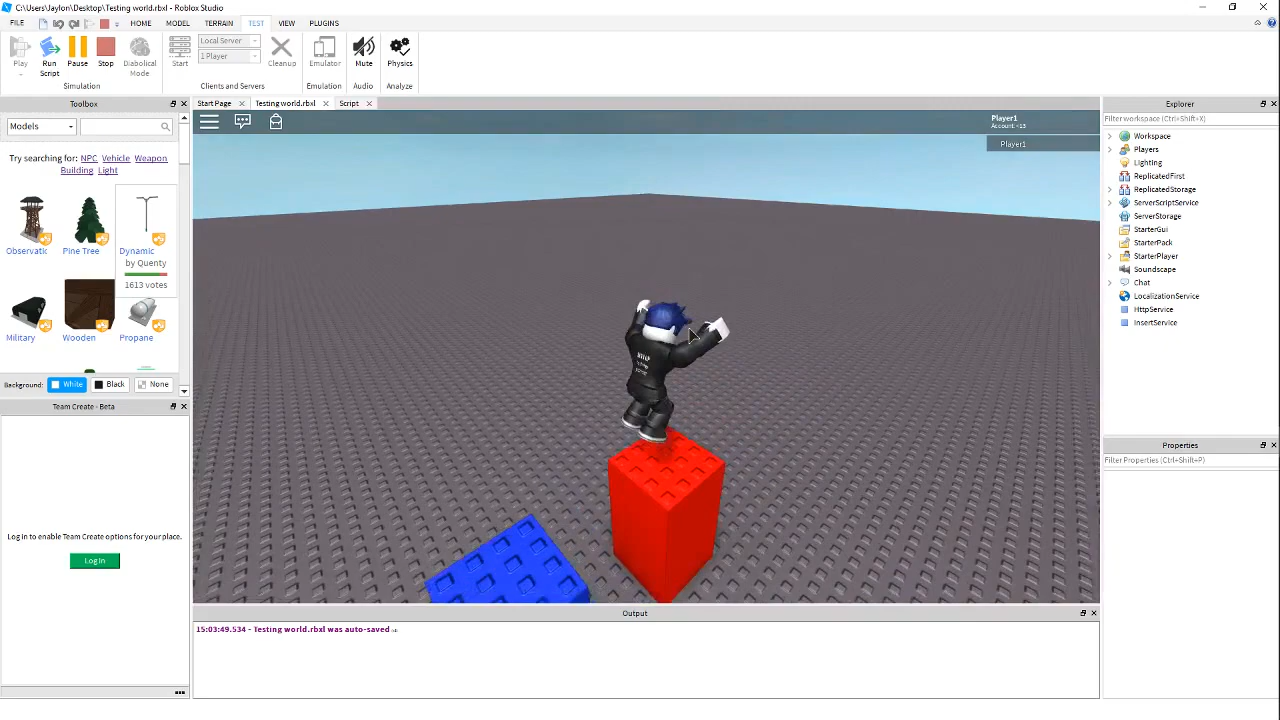 C:\Users\Jaylon\Desktop\Testing world.rbxl - Roblox Studio
FILE HOME MODEL TERRAIN TEST VIEW PLUGINS
Play Run Script Pause Stop Diabolical Mode
Simulation
Start Local Server 1 Player Cleanup
Clients and Servers
Emulator
Emulation
Mute
Audio
Physics
Analyze
Toolbox
Models
Try searching for: NPC Vehicle Weapon
Building Light
Observatic Pine Tree Dynamic
by Quenty
1613 votes
Military Wooden Propane
Background: White Black None
Team Create - Beta
Log in to enable Team Create options for your place.
Log In
Start Page Testing world.rbxl Script
Player1
Account: <13
Player1
Output
15:03:49.534 - Testing world.rbxl was auto-saved
Explorer
Filter workspace (Ctrl+Shift+X)
Workspace
Players
Lighting
ReplicatedFirst
ReplicatedStorage
ServerScriptService
ServerStorage
StarterGui
StarterPack
StarterPlayer
Soundscape
Chat
LocalizationService
HttpService
InsertService
Properties
Filter Properties (Ctrl+Shift+P)